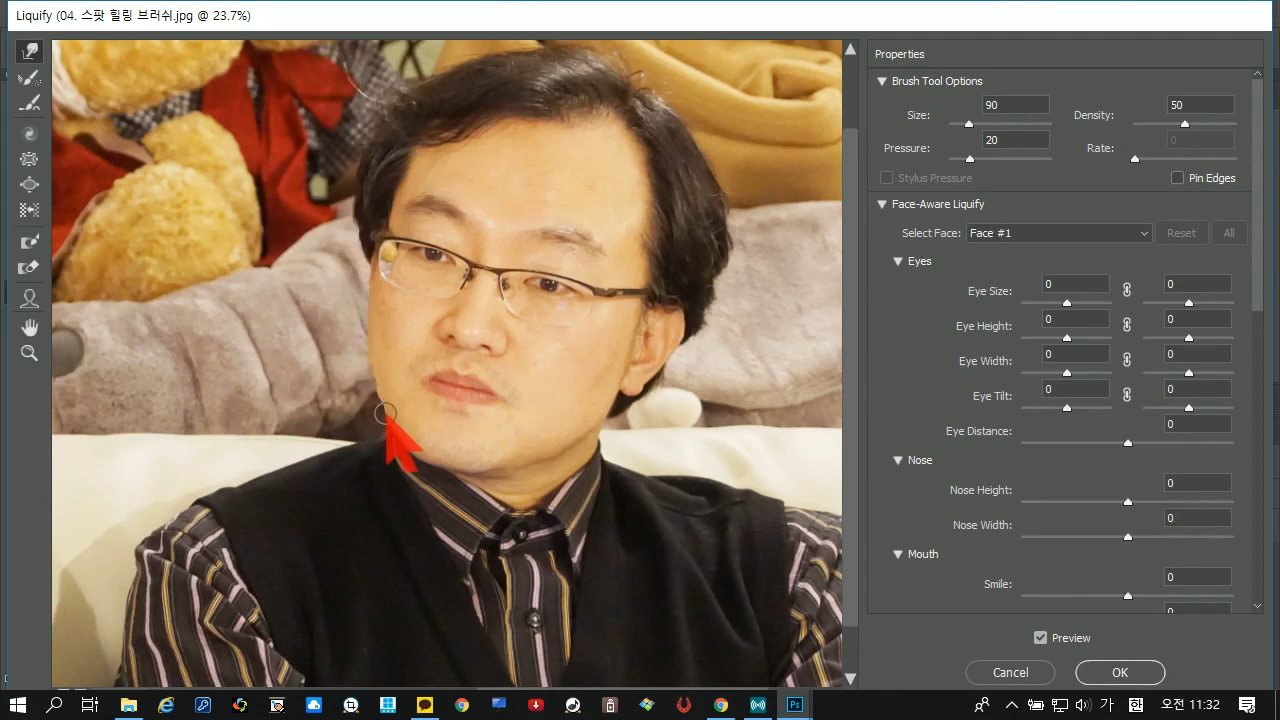 Liquify (04. 스팟 힐링 브러쉬.jpg @ 23.7%)
Properties
Brush Tool Options
Size: 90 Density: 50
Pressure: 20 Rate: 0
Stylus Pressure Pin Edges
Face-Aware Liquify
Select Face: Face #1 Reset All
Eyes
Eye Size: 0 0
Eye Height: 0 0
Eye Width: 0 0
Eye Tilt: 0 0
Eye Distance: 0
Nose
Nose Height: 0
Nose Width: 0
Mouth
Smile: 0
0
Preview
Cancel OK
Ps 가 한 오전 11:32